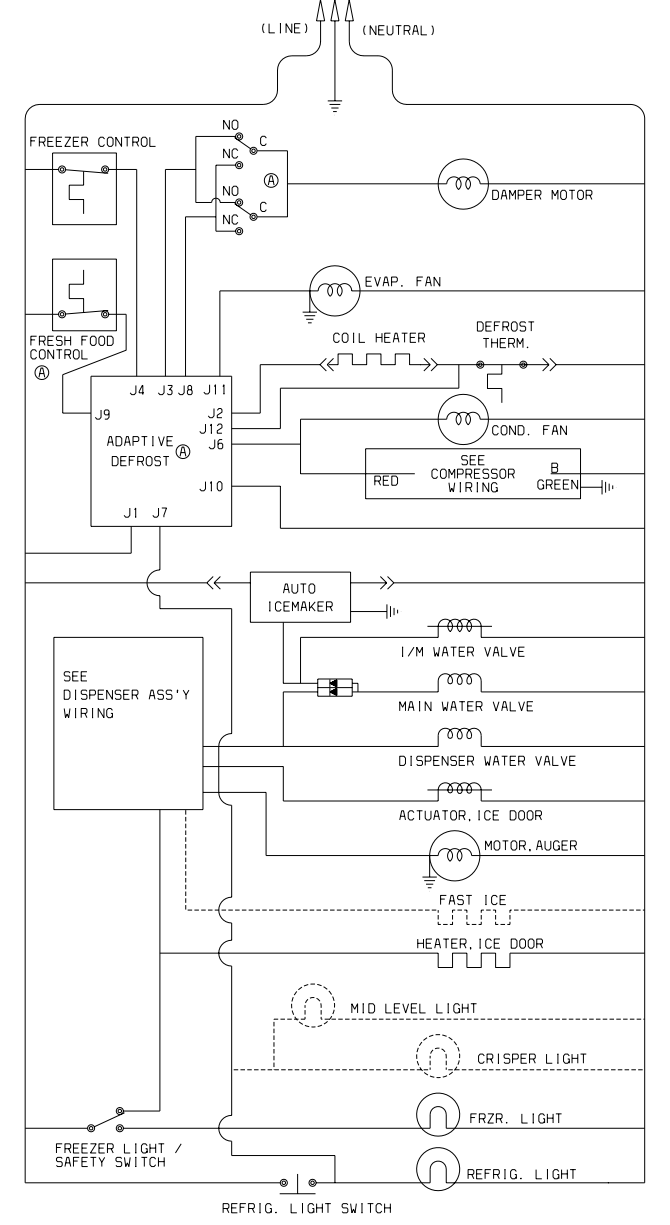 (LINE)
(NEUTRAL)
NO
FREEZER CONTROL
C
NC
A
DAMPER MOTOR
NO
C
NC
EVAP. FAN
FRESH FOOD
CONTROL
A
COIL HEATER
DEFROST
THERM.
J4 J3 J8 J11
J9
J2
J12
J6
ADAPTIVE
DEFROST
A
COND. FAN
SEE
COMPRESSOR
WIRING
RED
B
GREEN
J10
J1 J7
AUTO
ICEMAKER
I/M WATER VALVE
SEE
DISPENSER ASS'Y
WIRING
MAIN WATER VALVE
DISPENSER WATER VALVE
ACTUATOR, ICE DOOR
MOTOR, AUGER
FAST ICE
HEATER, ICE DOOR
MID LEVEL LIGHT
CRISPER LIGHT
FRZR. LIGHT
FREEZER LIGHT /
SAFETY SWITCH
REFRIG. LIGHT
REFRIG. LIGHT SWITCH